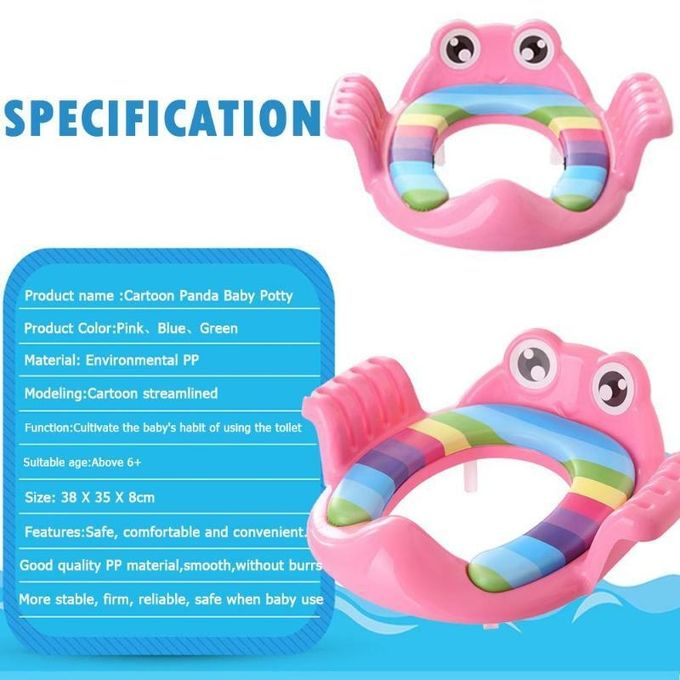 SPECIFICATION
Product name :Cartoon Panda Baby Potty
Product Color:Pink、Blue、Green
Material: Environmental PP
Modeling:Cartoon streamlined
Function:Cultivate the baby's habit of using the toilet
Suitable age:Above 6+
Size: 38 X 35 X 8cm
Features:Safe, comfortable and convenient.
Good quality PP material,smooth,without burrs
More stable, firm, reliable, safe when baby use